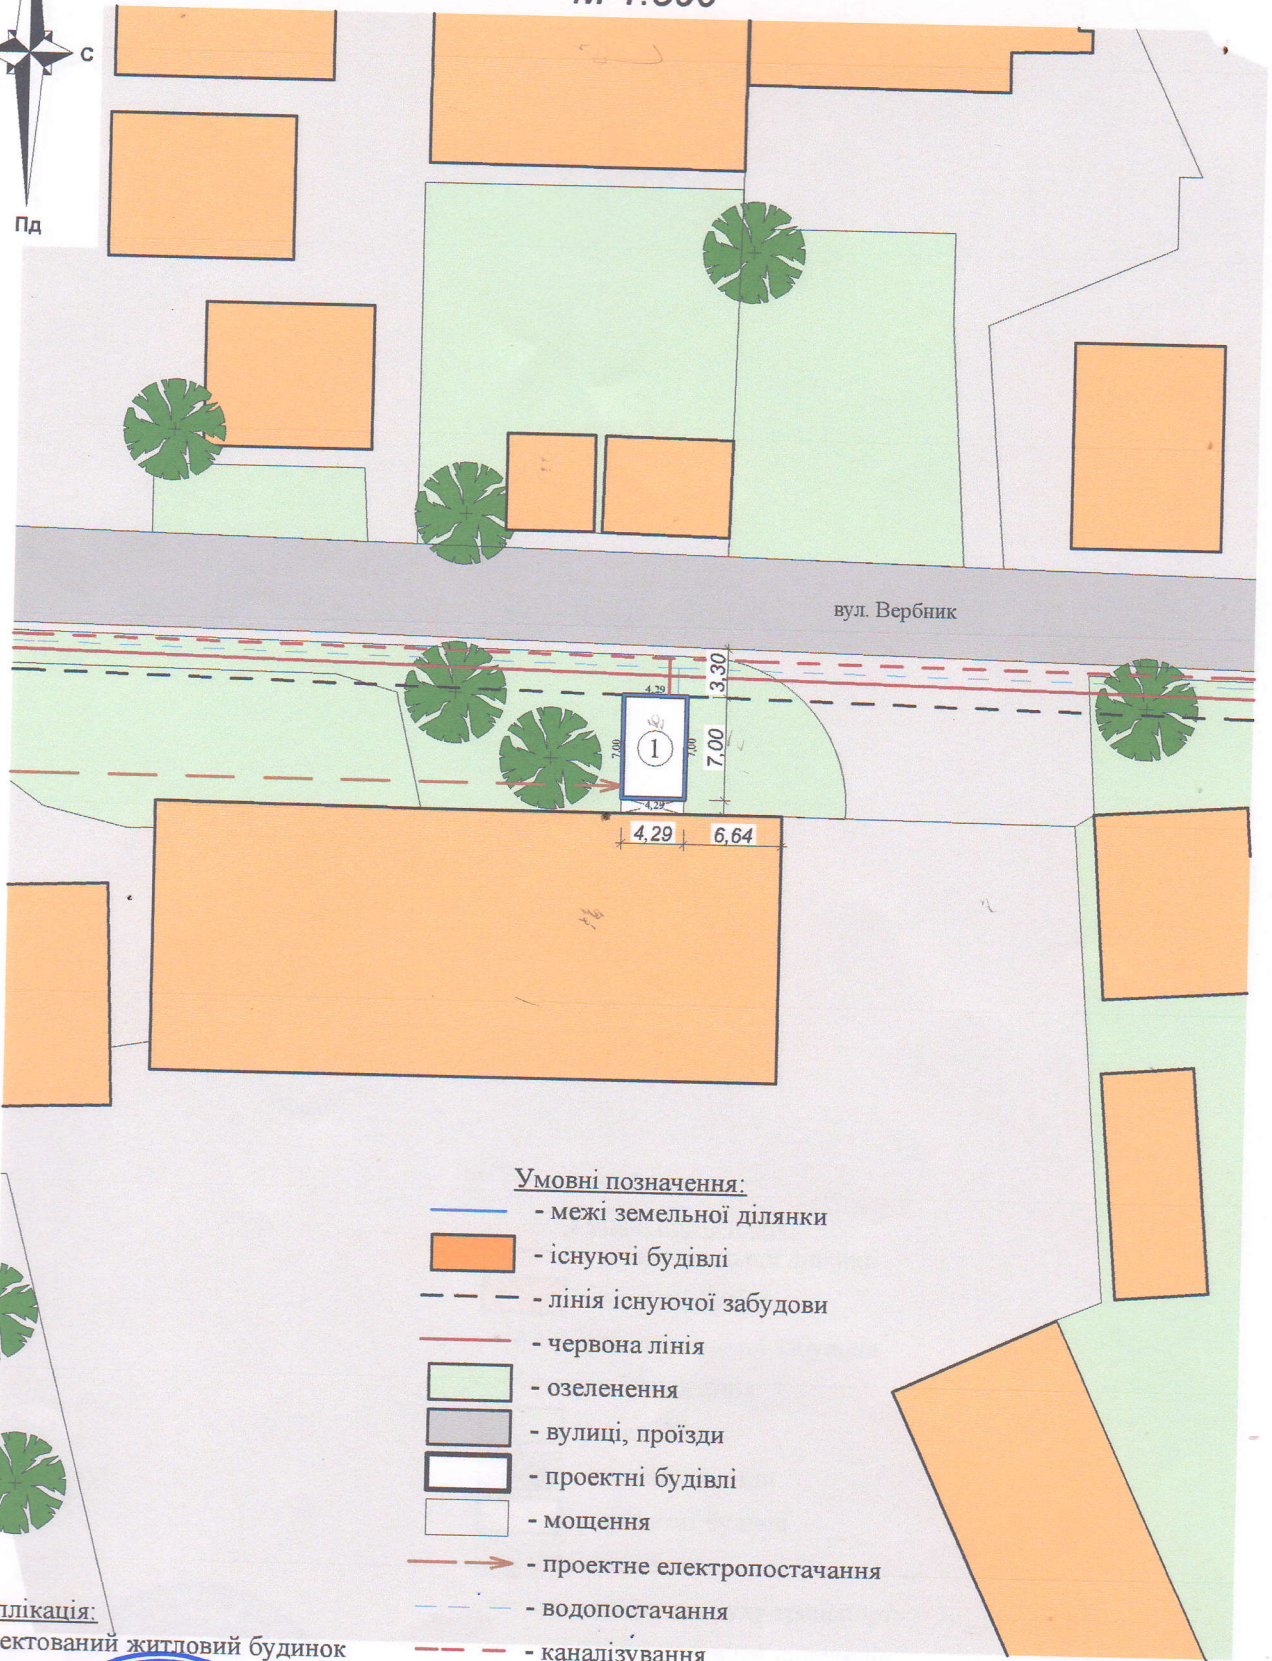 М 1:500
С
Пд
вул. Вербник
3,30
4,29
7,00
1
7,00
7,00
4,29
4,29
6,64
Умовні позначення:
- межі земельної ділянки
- існуючі будівлі
- лінія існуючої забудови
- червона лінія
- озеленення
- вулиці, проїзди
- проектні будівлі
- мощення
- проектне електропостачання
- водопостачання
- каналізування
плікація:
ектований житловий будинок